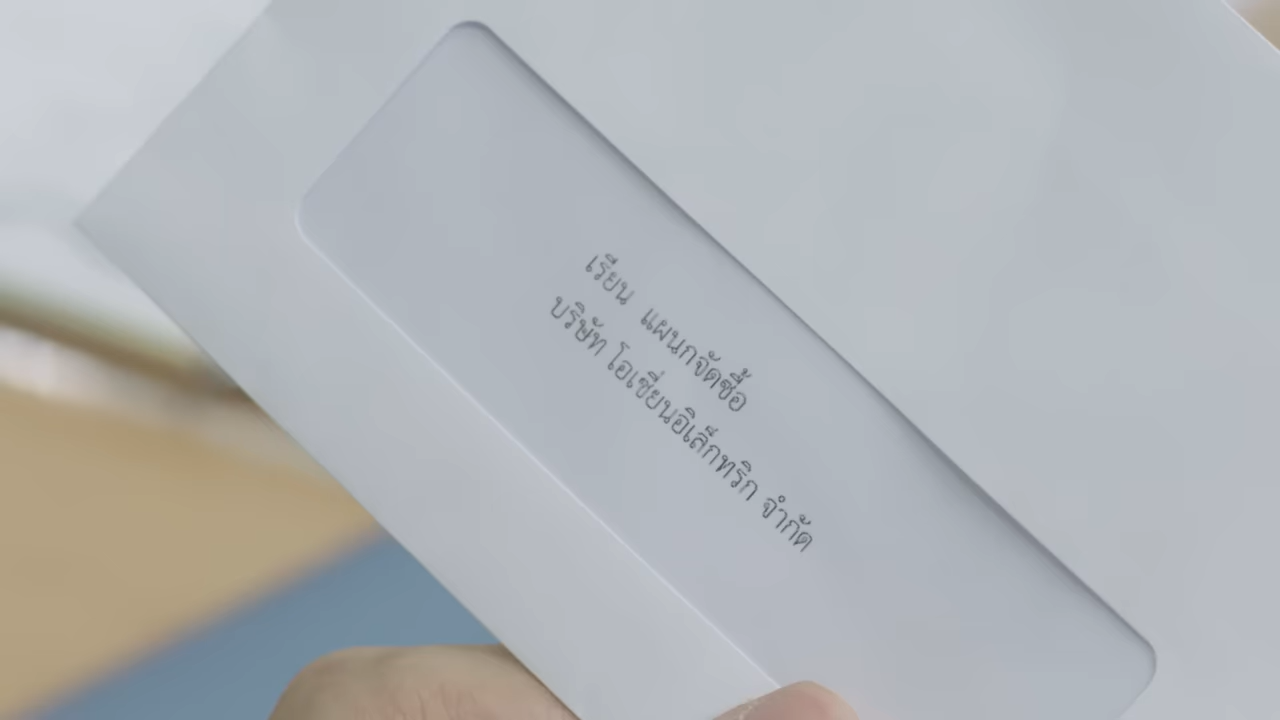 เรียน แผนกจัดซื้อ
บริษัท โอเชี่ยนอิเล็กทริก จำกัด